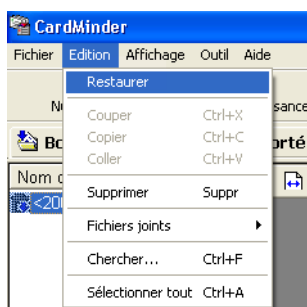 CardMinder
Fichier Edition Affichage Outil Aide
Restaurer
Couper Ctrl+X
Copier Ctrl+C
Coller Ctrl+V
Supprimer Suppr
Fichiers joints
Chercher... Ctrl+F
Sélectionner tout Ctrl+A
Nom